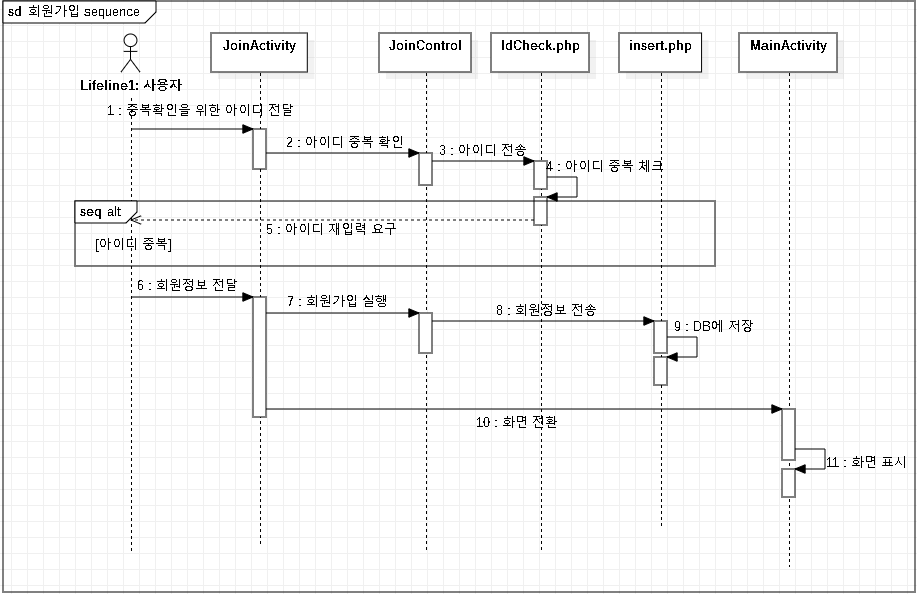 sd 회원가입 sequence
JoinActivity
JoinControl
IdCheck.php
insert.php
MainActivity
Lifeline1: 사용자
1 : 중복확인을 위한 아이디 전달
2 : 아이디 중복 확인
3 : 아이디 전송
4 : 아이디 중복 체크
seq alt
5 : 아이디 재입력 요구
[아이디 중복]
6 : 회원정보 전달
7 : 회원가입 실행
8 : 회원정보 전송
9 : DB에 저장
10 : 화면 전환
11 : 화면 표시